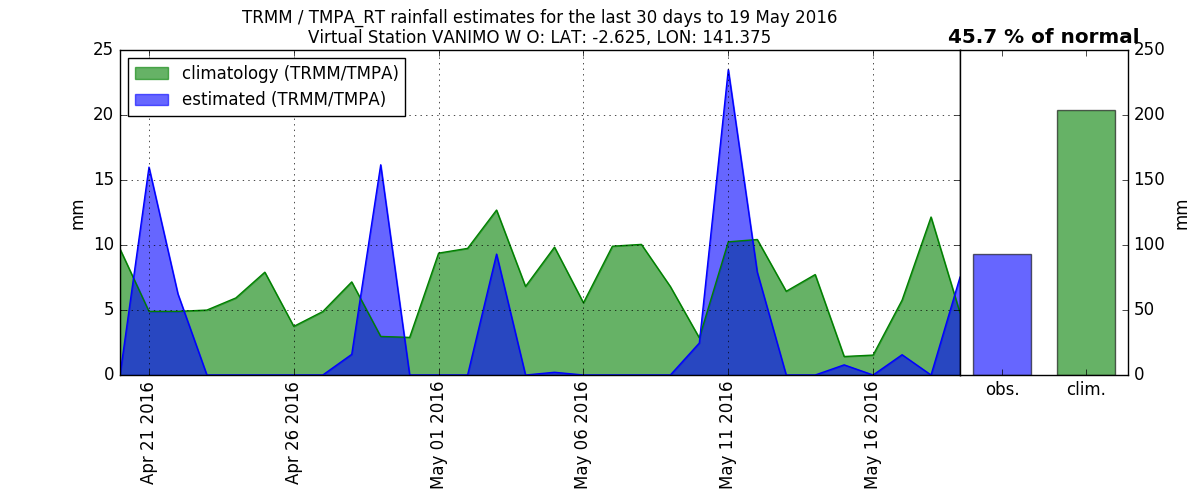 TRMM / TMPA_RT rainfall estimates for the last 30 days to 19 May 2016
Virtual Station VANIMO W O: LAT: -2.625, LON: 141.375
45.7 % of normal
climatology (TRMM/TMPA)
estimated (TRMM/TMPA)
25
20
15
10
5
0
mm
Apr 21 2016
Apr 26 2016
May 01 2016
May 06 2016
May 11 2016
May 16 2016
250
200
150
100
50
0
mm
obs.
clim.